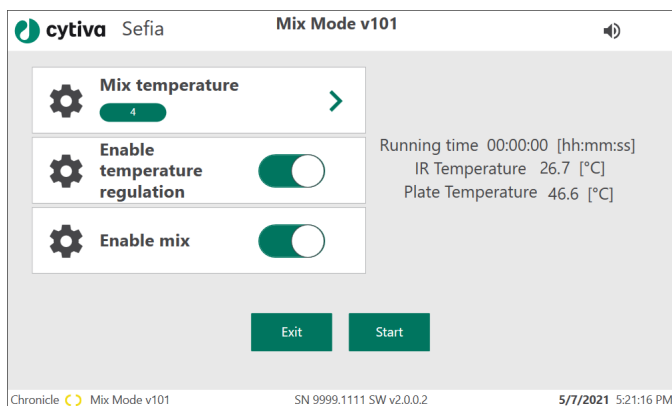 cytiva Sefia
Mix Mode v101
Mix temperature
4
Enable
temperature
regulation
Enable mix
Running time 00:00:00 [hh:mm:ss]
IR Temperature 26.7 [°C]
Plate Temperature 46.6 [°C]
Exit
Start
Chronicle Mix Mode v101
SN 9999.1111 SW v2.0.0.2
5/7/2021 5:21:16 PM